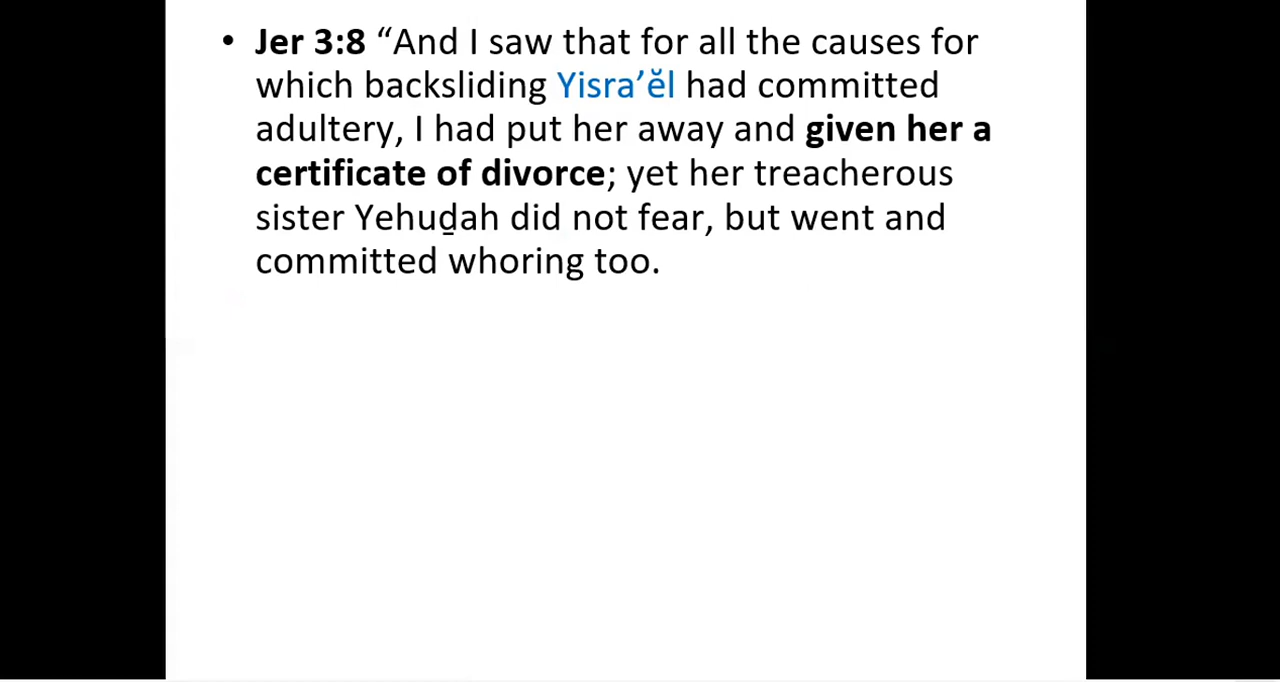 • Jer 3:8 “And I saw that for all the causes for
which backsliding Yisra’ĕl had committed
adultery, I had put her away and given her a
certificate of divorce; yet her treacherous
sister Yehuḏah did not fear, but went and
committed whoring too.